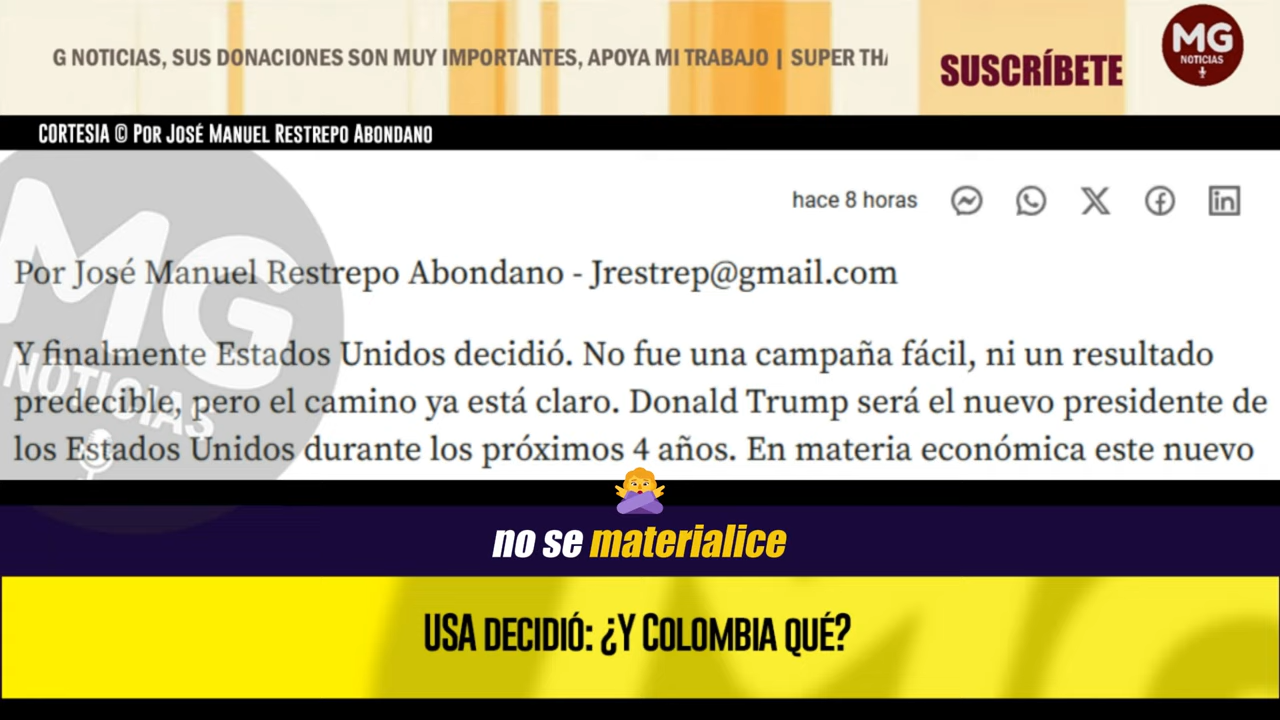 G NOTICIAS, SUS DONACIONES SON MUY IMPORTANTES, APOYA MI TRABAJO | SUPER
SUSCRÍBETE
MG
NOTICIAS
CORTESIA © POR JOSÉ MANUEL RESTREPO ABONDANO
hace 8 horas
Por José Manuel Restrepo Abondano - Jrestrep@gmail.com
Y finalmente Estados Unidos decidió. No fue una campaña fácil, ni un resultado
predecible, pero el camino ya está claro. Donald Trump será el nuevo presidente de
los Estados Unidos durante los próximos 4 años. En materia económica este nuevo
MG
NOTICIAS
no se materialice
USA DECIDIÓ: ¿Y COLOMBIA QUÉ?